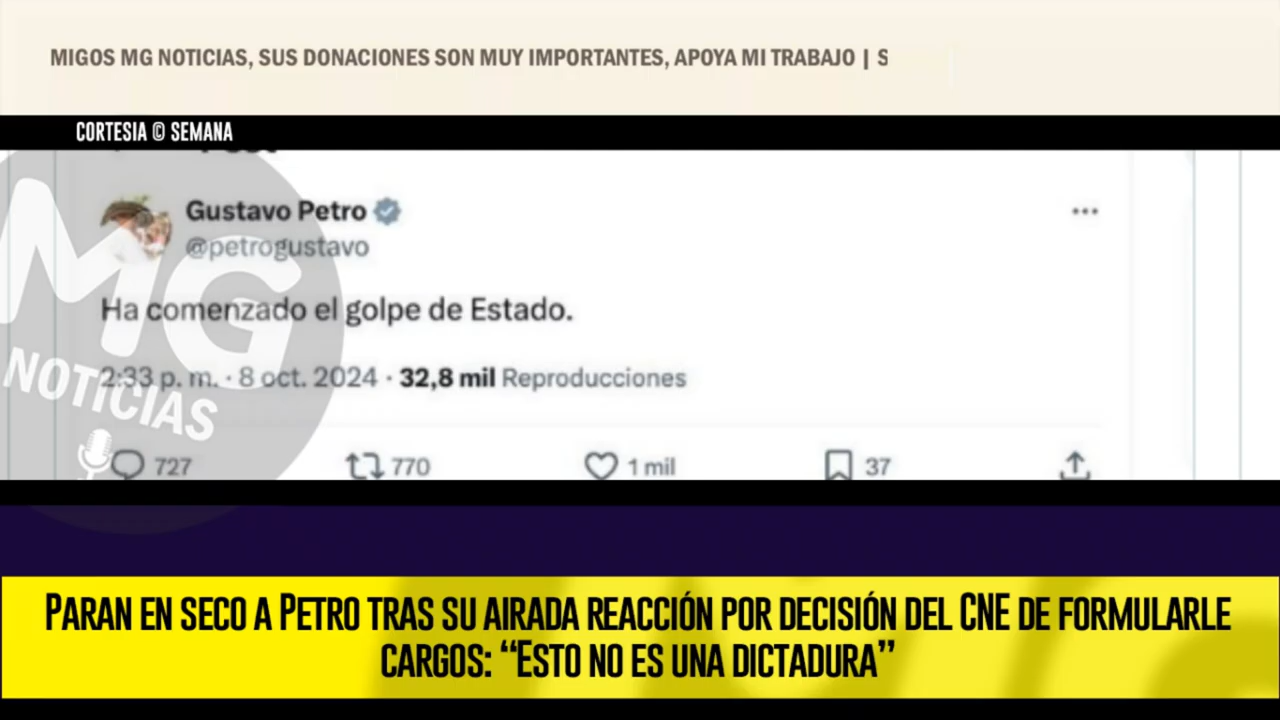 MIGOS MG NOTICIAS, SUS DONACIONES SON MUY IMPORTANTES, APOYA MI TRABAJO | S
CORTESIA © SEMANA
Gustavo Petro
@petrogustavo
Ha comenzado el golpe de Estado.
2:33 p. m. · 8 oct. 2024 · 32,8 mil Reproducciones
727 770 1 mil 37
MG
NOTICIAS
PARAN EN SECO A PETRO TRAS SU AIRADA REACCIÓN POR DECISIÓN DEL CNE DE FORMULARLE
CARGOS: “ESTO NO ES UNA DICTADURA”